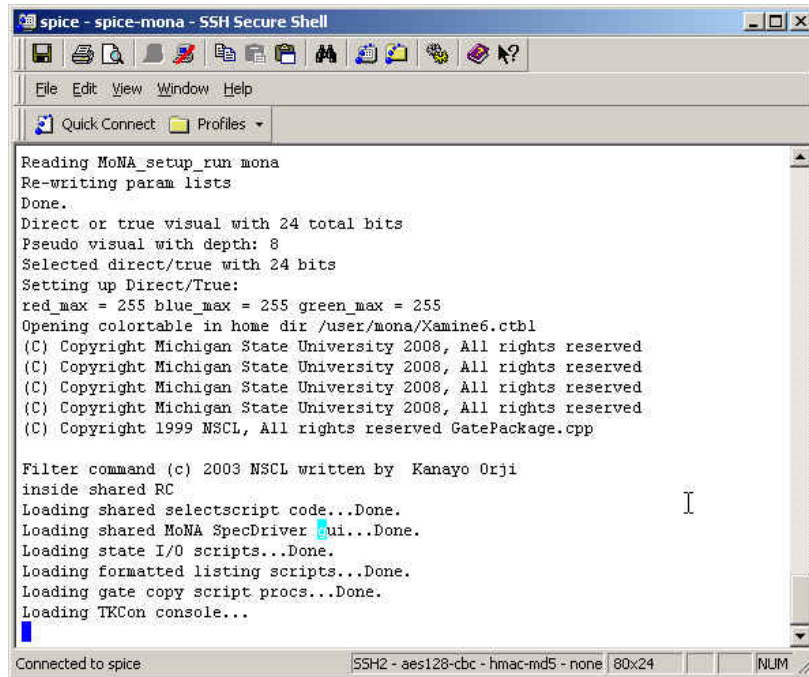 spice - spice-mona - SSH Secure Shell
File Edit View Window Help
Quick Connect Profiles
Reading MoNA_setup_run mona
Re-writing param lists
Done.
Direct or true visual with 24 total bits
Pseudo visual with depth: 8
Selected direct/true with 24 bits
Setting up Direct/True:
red_max = 255 blue_max = 255 green_max = 255
Opening colortable in home dir /user/mona/Xamine6.ctbl
(C) Copyright Michigan State University 2008, All rights reserved
(C) Copyright Michigan State University 2008, All rights reserved
(C) Copyright Michigan State University 2008, All rights reserved
(C) Copyright Michigan State University 2008, All rights reserved
(C) Copyright 1999 NSCL, All rights reserved GatePackage.cpp
Filter command (c) 2003 NSCL written by  Kanayo Orji
inside shared RC
Loading shared selectscript code...Done.
Loading shared MoNA SpecDriver gui...Done.
Loading state I/O scripts...Done.
Loading formatted listing scripts...Done.
Loading gate copy script procs...Done.
Loading TKCon console...
Connected to spice SSH2 - aes128-cbc - hmac-md5 - none 80x24 NUM